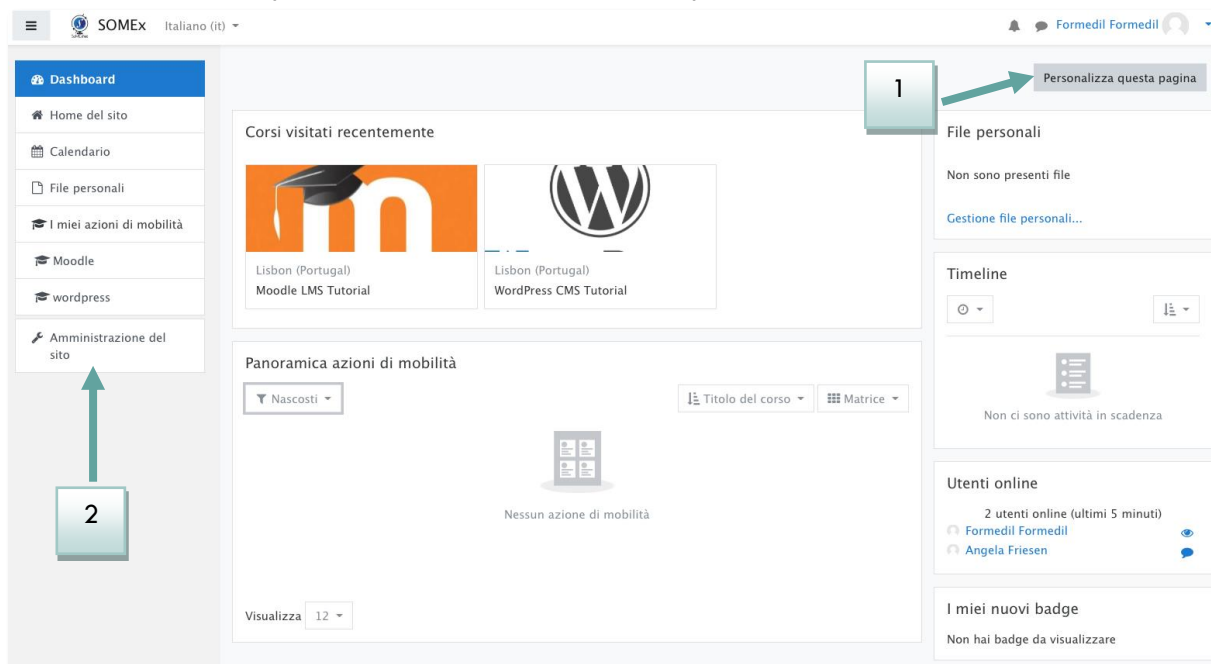 SOMEx Italiano (it)
Formedil Formedil
Dashboard
Home del sito
Calendario
File personali
I miei azioni di mobilità
Moodle
wordpress
Amministrazione del
sito
1
2
Personalizza questa pagina
Corsi visitati recentemente
Lisbon (Portugal)
Moodle LMS Tutorial
Lisbon (Portugal)
WordPress CMS Tutorial
Panoramica azioni di mobilità
Nascosti
Titolo del corso
Matrice
Nessun azione di mobilità
Visualizza 12
File personali
Non sono presenti file
Gestione file personali...
Timeline
Non ci sono attività in scadenza
Utenti online
2 utenti online (ultimi 5 minuti)
Formedil Formedil
Angela Friesen
I miei nuovi badge
Non hai badge da visualizzare